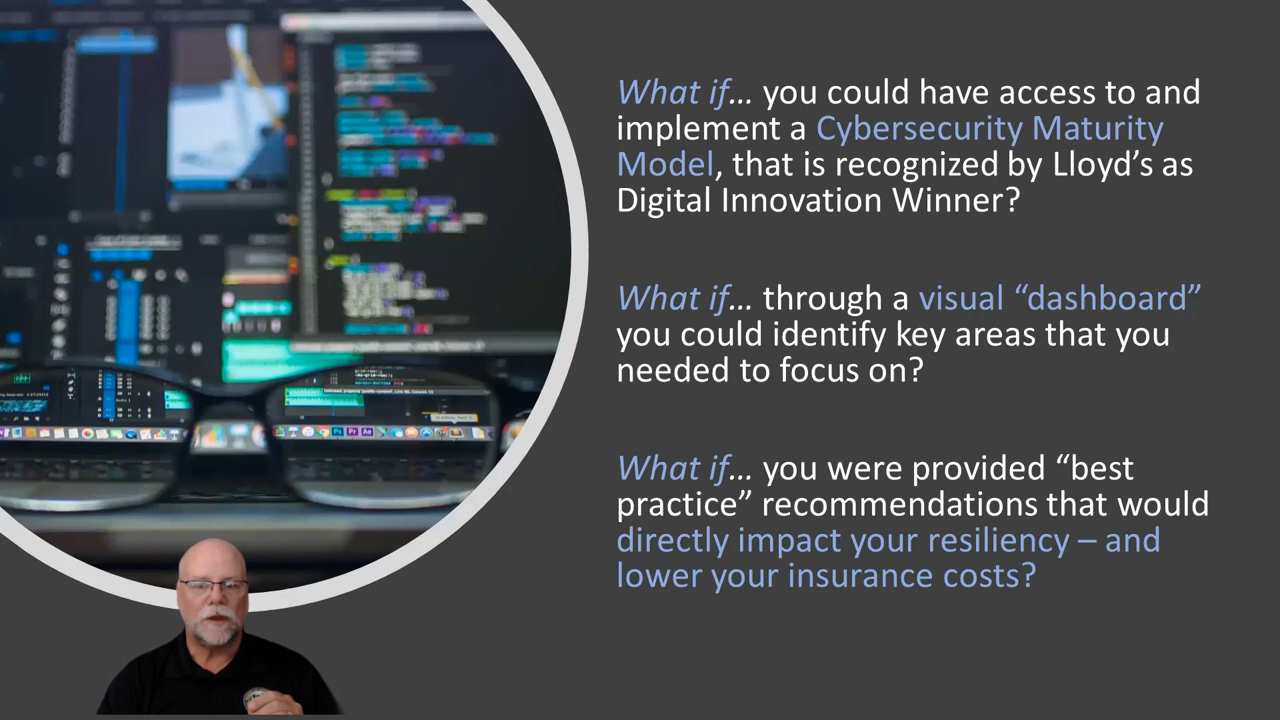 What if… you could have access to and
implement a Cybersecurity Maturity
Model, that is recognized by Lloyd’s as
Digital Innovation Winner?
What if… through a visual “dashboard”
you could identify key areas that you
needed to focus on?
What if… you were provided “best
practice” recommendations that would
directly impact your resiliency – and
lower your insurance costs?